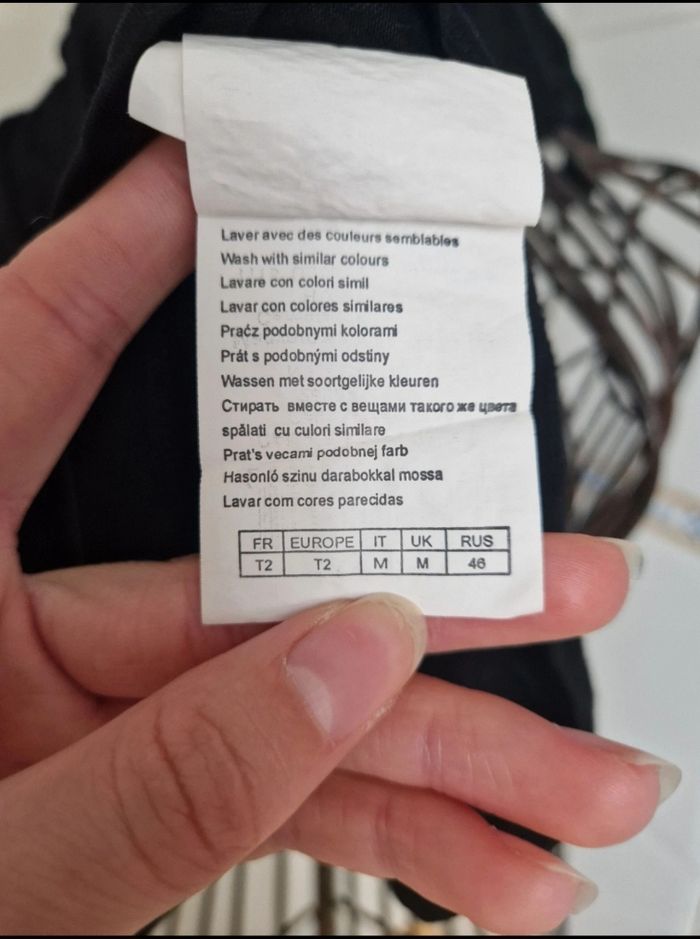 Laver avec des couleurs semblables
Wash with similar colours
Lavare con colori simil
Lavar con colores similares
Praćz podobnymi kolorami
Prát s podobnými odstiny
Wassen met soortgelijke kleuren
Стирать вместе с вещами такого же цвета
spălati cu culori similare
Prat's vecami podobnej farb
Hasonló szinu darabokkal mossa
Lavar com cores parecidas
FR EUROPE IT UK RUS
T2 T2 M M 46